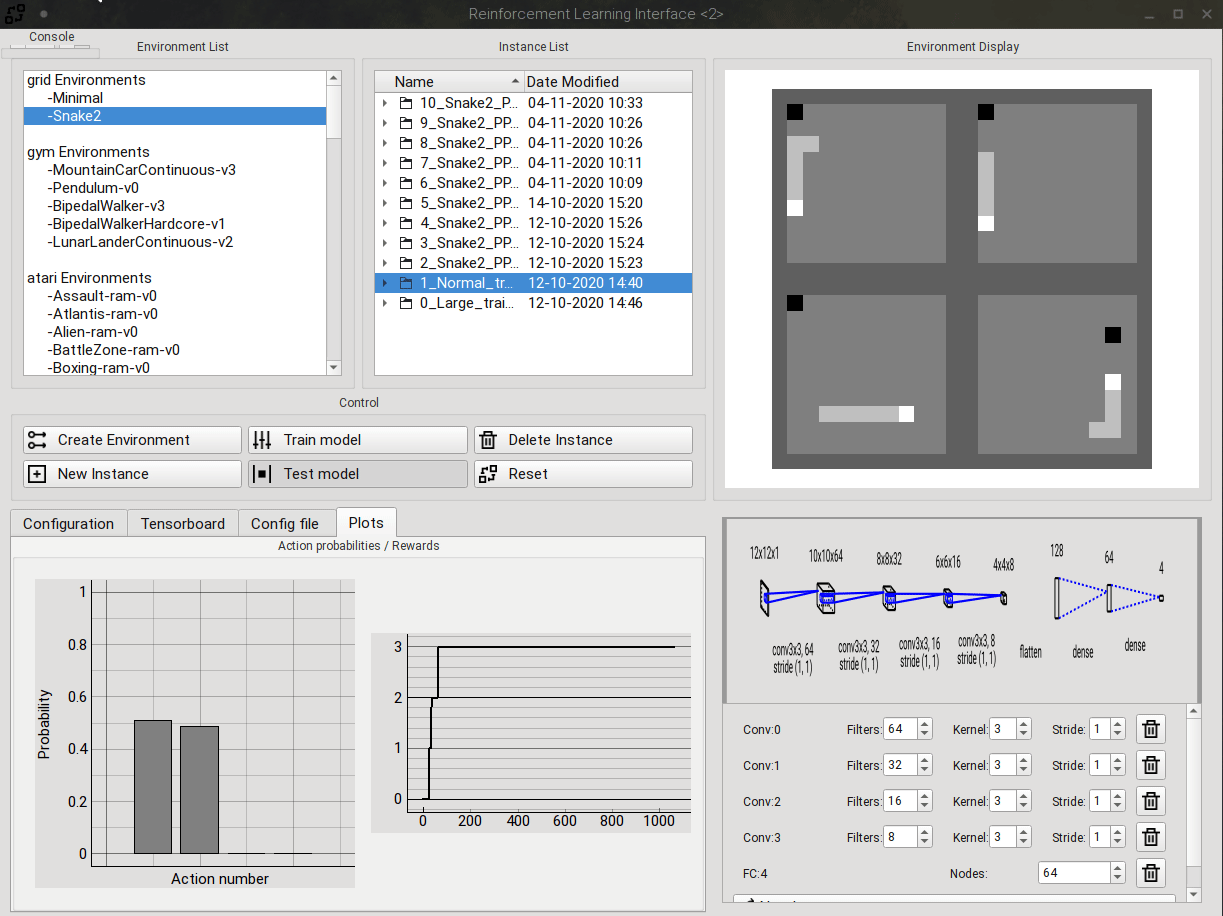 Reinforcement Learning Interface <2>
Console
Environment List
Instance List
Environment Display
grid Environments
-Minimal
-Snake2
gym Environments
-MountainCarContinuous-v3
-Pendulum-v0
-BipedalWalker-v3
-BipedalWalkerHardcore-v1
-LunarLanderContinuous-v2
atari Environments
-Assault-ram-v0
-Atlantis-ram-v0
-Alien-ram-v0
-BattleZone-ram-v0
-Boxing-ram-v0
Name Date Modified
10_Snake2_P... 04-11-2020 10:33
9_Snake2_PP... 04-11-2020 10:26
8_Snake2_PP... 04-11-2020 10:26
7_Snake2_PP... 04-11-2020 10:11
6_Snake2_PP... 04-11-2020 10:09
5_Snake2_PP... 14-10-2020 15:20
4_Snake2_PP... 12-10-2020 15:26
3_Snake2_PP... 12-10-2020 15:24
2_Snake2_PP... 12-10-2020 15:23
1_Normal_tr... 12-10-2020 14:40
0_Large_trai... 12-10-2020 14:46
Control
Create Environment
Train model
Delete Instance
New Instance
Test model
Reset
Configuration
Tensorboard
Config file
Plots
Action probabilities / Rewards
1
0.8
0.6
0.4
0.2
0
Probability
Action number
3
2
1
0
0 200 400 600 800 1000
12x12x1
10x10x64
8x8x32
6x6x16
4x4x8
128
64
4
conv3x3, 64
stride (1, 1)
conv3x3, 32
stride (1, 1)
conv3x3, 16
stride (1, 1)
conv3x3, 8
stride (1, 1)
flatten
dense
dense
Conv:0 Filters: 64 Kernel: 3 Stride: 1
Conv:1 Filters: 32 Kernel: 3 Stride: 1
Conv:2 Filters: 16 Kernel: 3 Stride: 1
Conv:3 Filters: 8 Kernel: 3 Stride: 1
FC:4 Nodes: 64